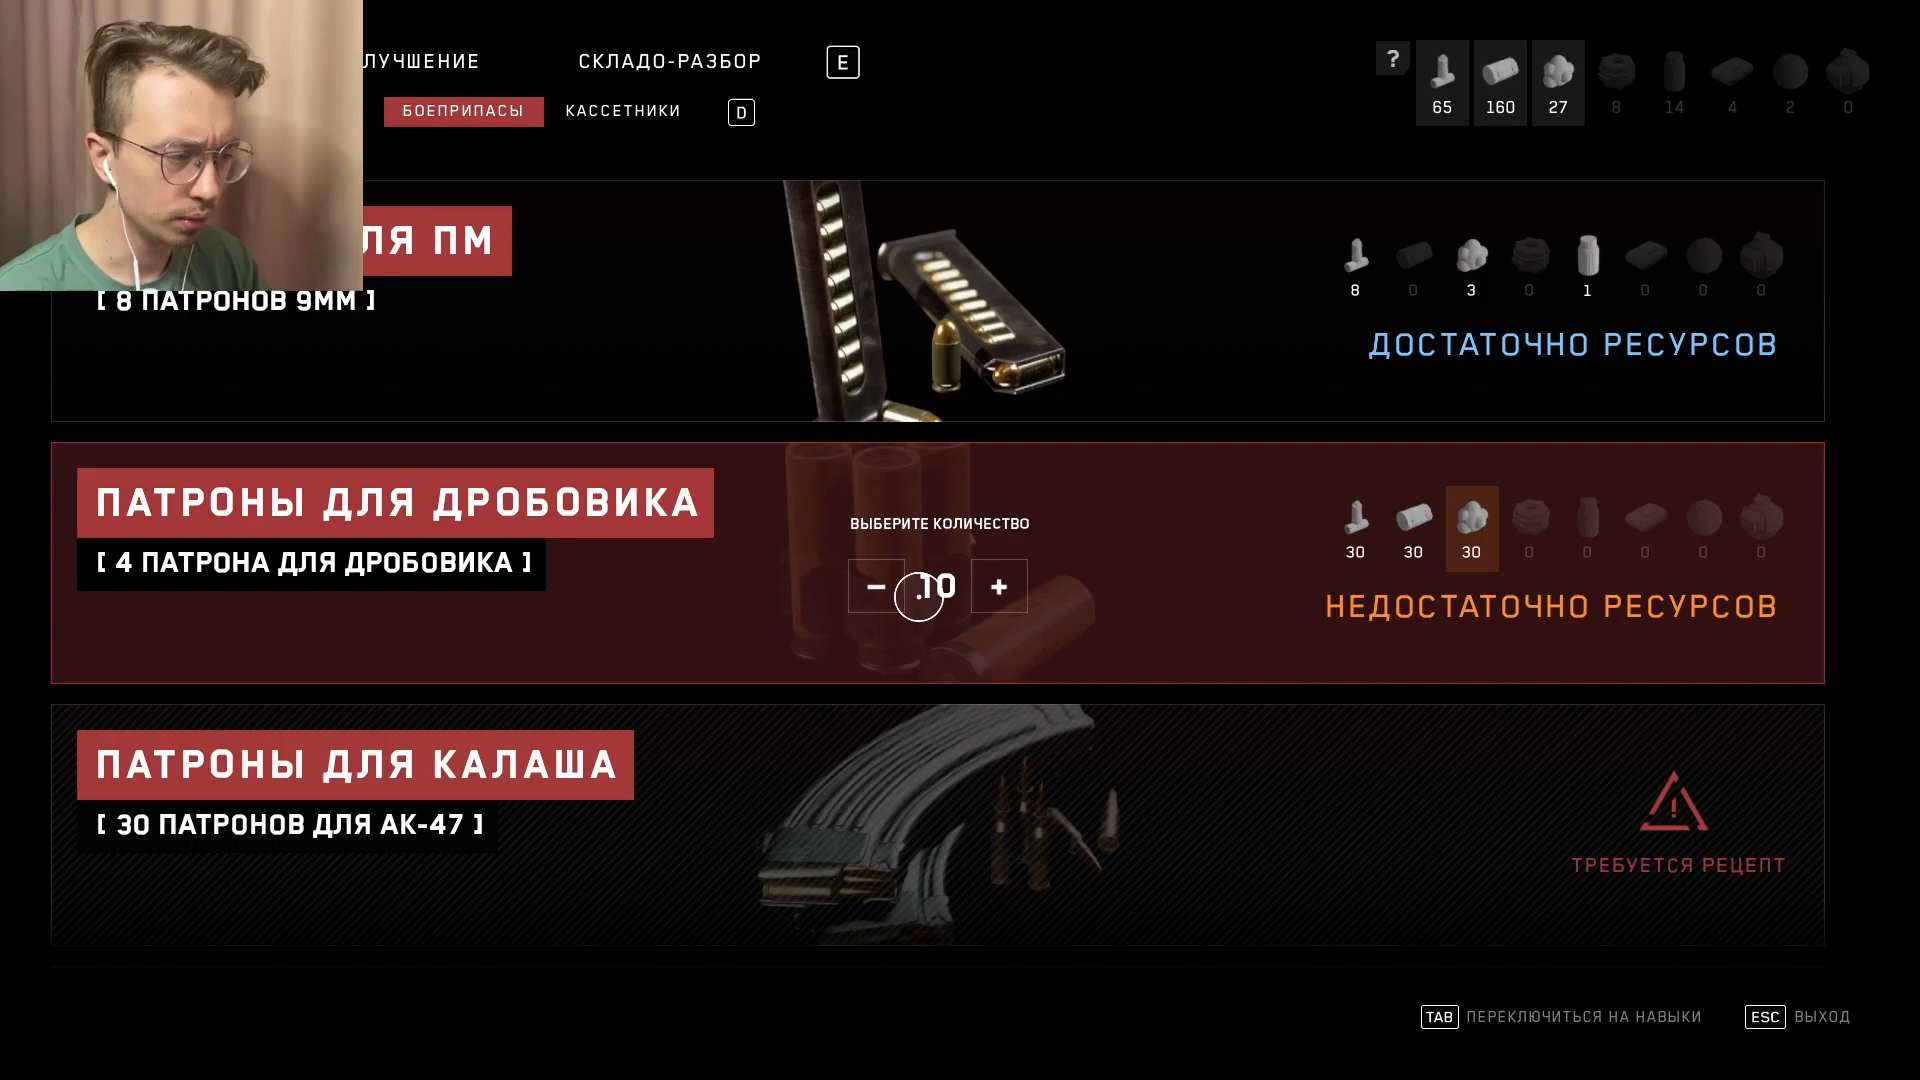 ЛУЧШЕНИЕ СКЛАДО-РАЗБОР E
БОЕПРИПАСЫ КАССЕТНИКИ D
?
65 160 27 8 14 4 2 0
ЛЯ ПМ
[ 8 ПАТРОНОВ 9ММ ]
8 0 3 0 1 0 0 0
ДОСТАТОЧНО РЕСУРСОВ
ПАТРОНЫ ДЛЯ ДРОБОВИКА
[ 4 ПАТРОНА ДЛЯ ДРОБОВИКА ]
ВЫБЕРИТЕ КОЛИЧЕСТВО
− 10 +
30 30 30 0 0 0 0 0
НЕДОСТАТОЧНО РЕСУРСОВ
ПАТРОНЫ ДЛЯ КАЛАША
[ 30 ПАТРОНОВ ДЛЯ АК-47 ]
!
ТРЕБУЕТСЯ РЕЦЕПТ
TAB ПЕРЕКЛЮЧИТЬСЯ НА НАВЫКИ ESC ВЫХОД